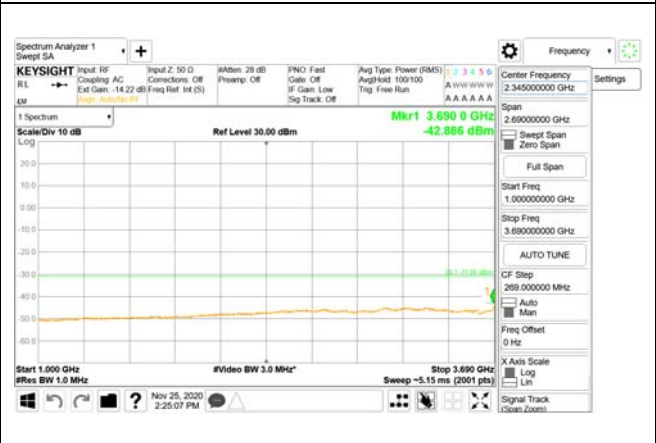 Spectrum Analyzer 1
Swept SA
Frequency
KEYSIGHT
RL
Input: RF
Coupling: AC
Ext Gain: -14.22 dB
Align: Auto/No RF
Input Z: 50 Ω
Corrections: Off
Freq Ref: Int (S)
#Atten: 28 dB
Preamp: Off
PNO: Fast
Gate: Off
IF Gain: Low
Sig Track: Off
Avg Type: Power (RMS)
Avg|Hold: 100/100
Trig: Free Run
1 2 3 4 5 6
A W W W W W
A A A A A A
Settings
1 Spectrum
Scale/Div 10 dB
Log
Ref Level 30.00 dBm
Mkr1 3.690 0 GHz
-42.886 dBm
20.0
10.0
0.00
-10.0
-20.0
-30.0
-40.0
-50.0
-60.0
1
Start 1.000 GHz
#Res BW 1.0 MHz
#Video BW 3.0 MHz*
Stop 3.690 GHz
Sweep ~5.15 ms (2001 pts)
Nov 25, 2020
2:25:07 PM
Center Frequency
2.345000000 GHz
Span
2.69000000 GHz
Swept Span
Zero Span
Full Span
Start Freq
1.000000000 GHz
Stop Freq
3.690000000 GHz
AUTO TUNE
CF Step
269.000000 MHz
Auto
Man
Freq Offset
0 Hz
X Axis Scale
Log
Lin
Signal Track
(Span Zoom)